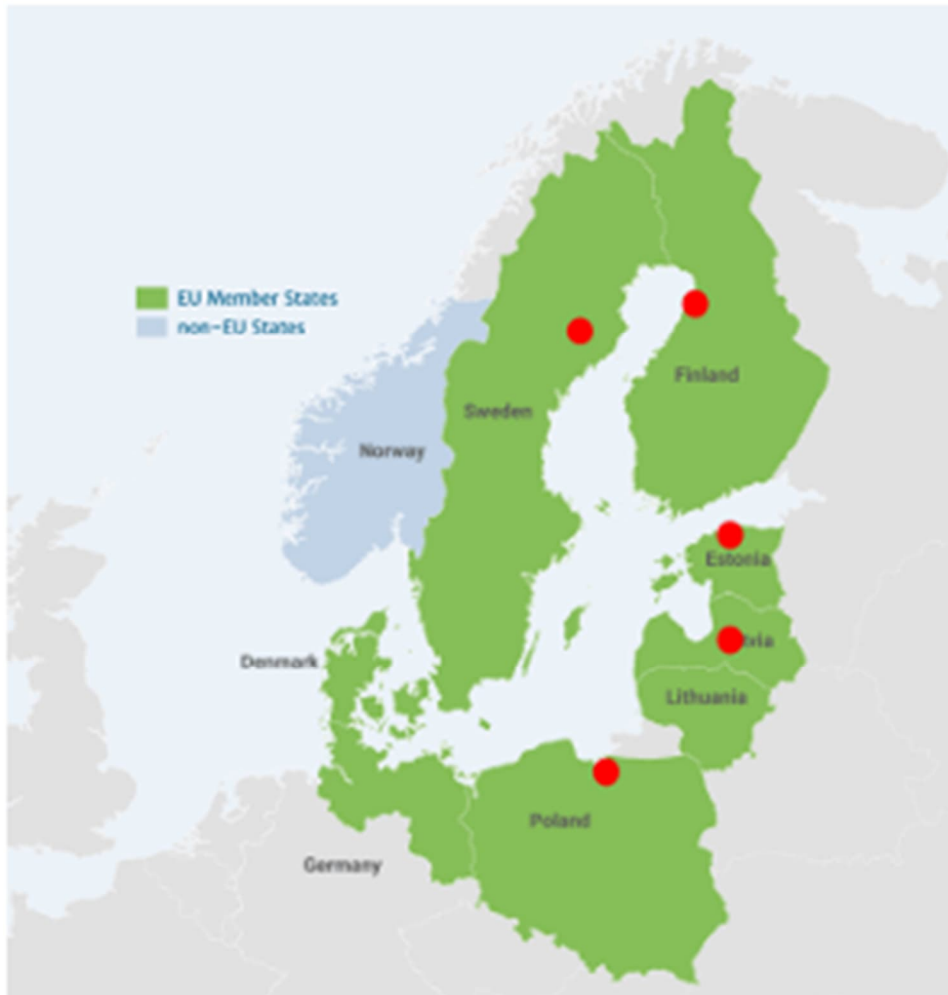 EU Member States
non-EU States
Finland
Sweden
Norway
Estonia
Denmark
Lithuania
Poland
Germany